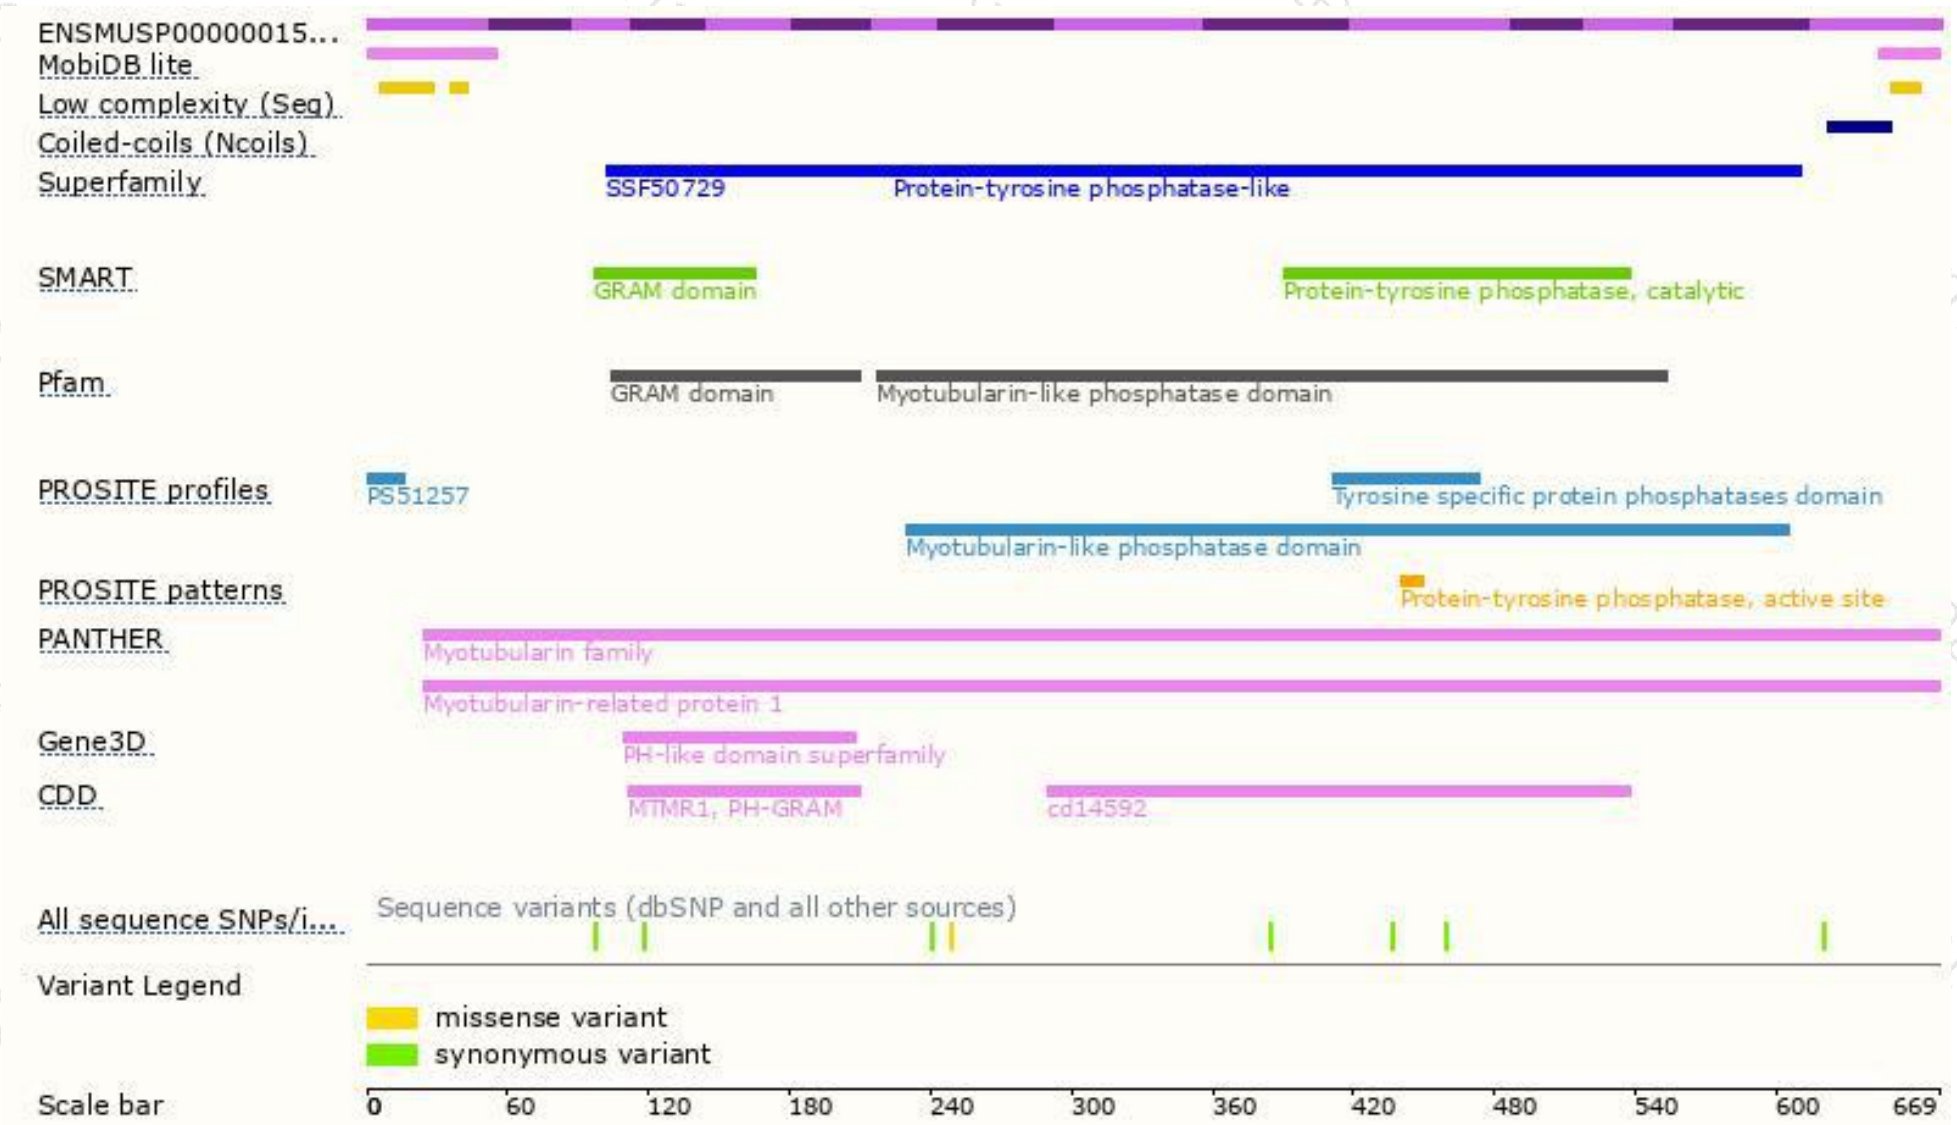 ENSMUSP00000015...
MobiDB lite
Low complexity (Seg)
Coiled-coils (Ncoils)
Superfamily
SSF50729 Protein-tyrosine phosphatase-like
SMART
GRAM domain Protein-tyrosine phosphatase, catalytic
Pfam
GRAM domain Myotubularin-like phosphatase domain
PROSITE profiles
PS51257 Tyrosine specific protein phosphatases domain
Myotubularin-like phosphatase domain
PROSITE patterns
Protein-tyrosine phosphatase, active site
PANTHER
Myotubularin family
Myotubularin-related protein 1
Gene3D
PH-like domain superfamily
CDD
MTMR1, PH-GRAM cd14592
All sequence SNPs/i...
Sequence variants (dbSNP and all other sources)
Variant Legend
missense variant
synonymous variant
Scale bar 0 60 120 180 240 300 360 420 480 540 600 669